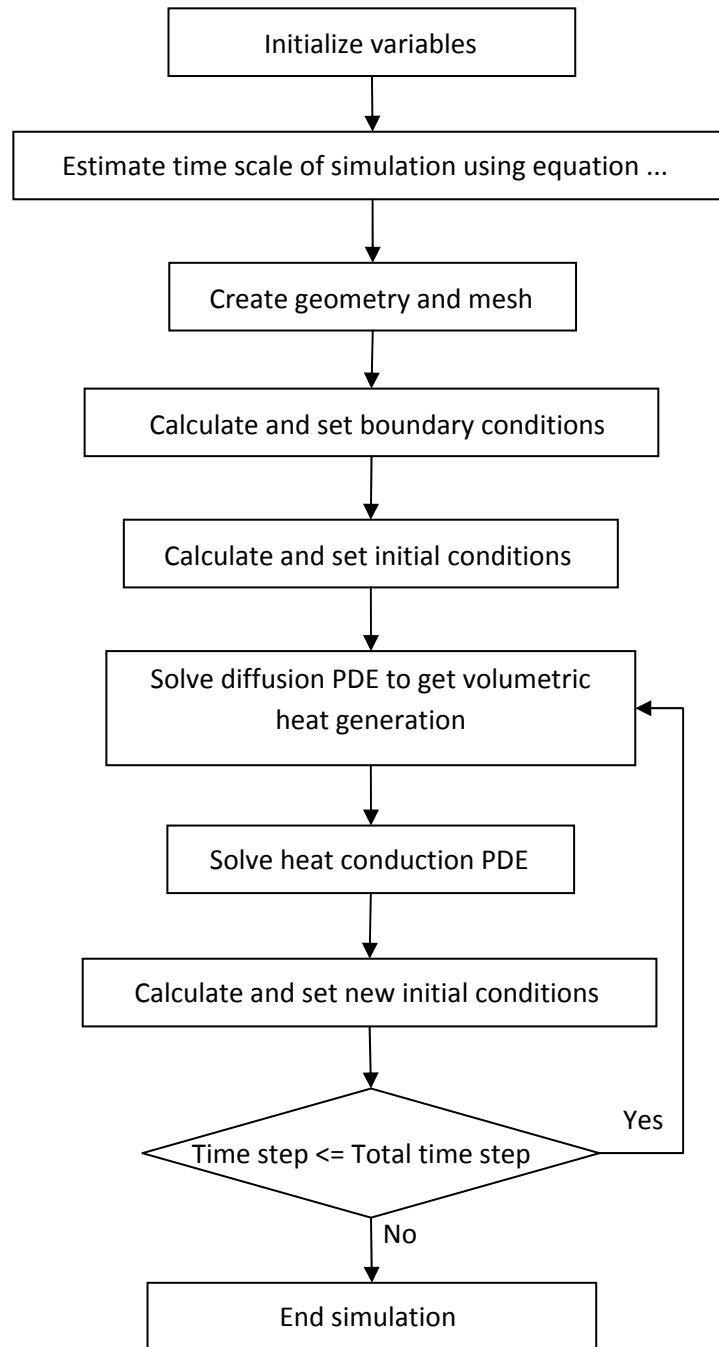 Initialize variables
Estimate time scale of simulation using equation ...
Create geometry and mesh
Calculate and set boundary conditions
Calculate and set initial conditions
Solve diffusion PDE to get volumetric
heat generation
Solve heat conduction PDE
Calculate and set new initial conditions
Yes
Time step <= Total time step
No
End simulation